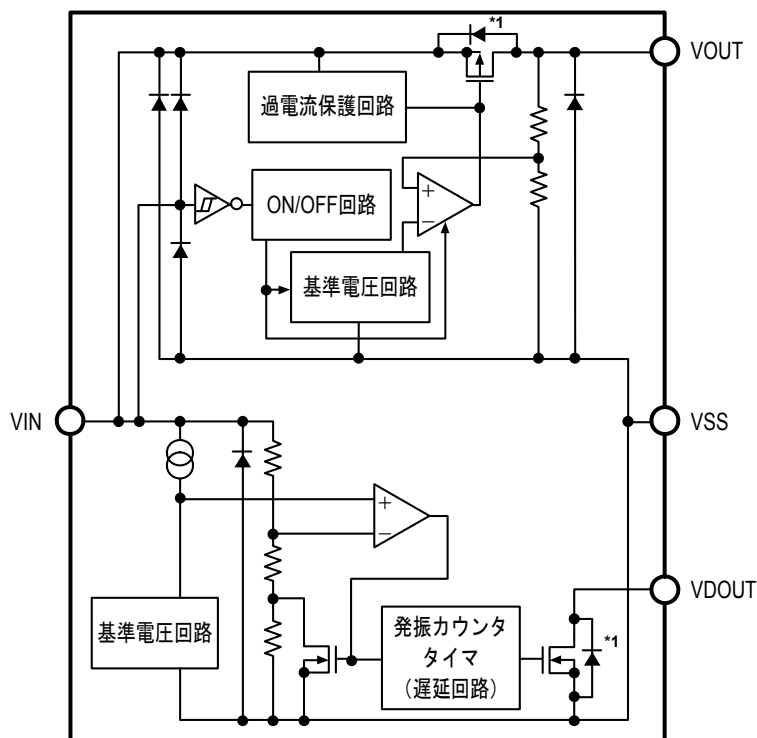 *1
VOUT
過電流保護回路
ON/OFF回路
+
−
基準電圧回路
VIN
VSS
+
−
VDOUT
基準電圧回路
発振カウンタ
タイマ
（遅延回路）
*1